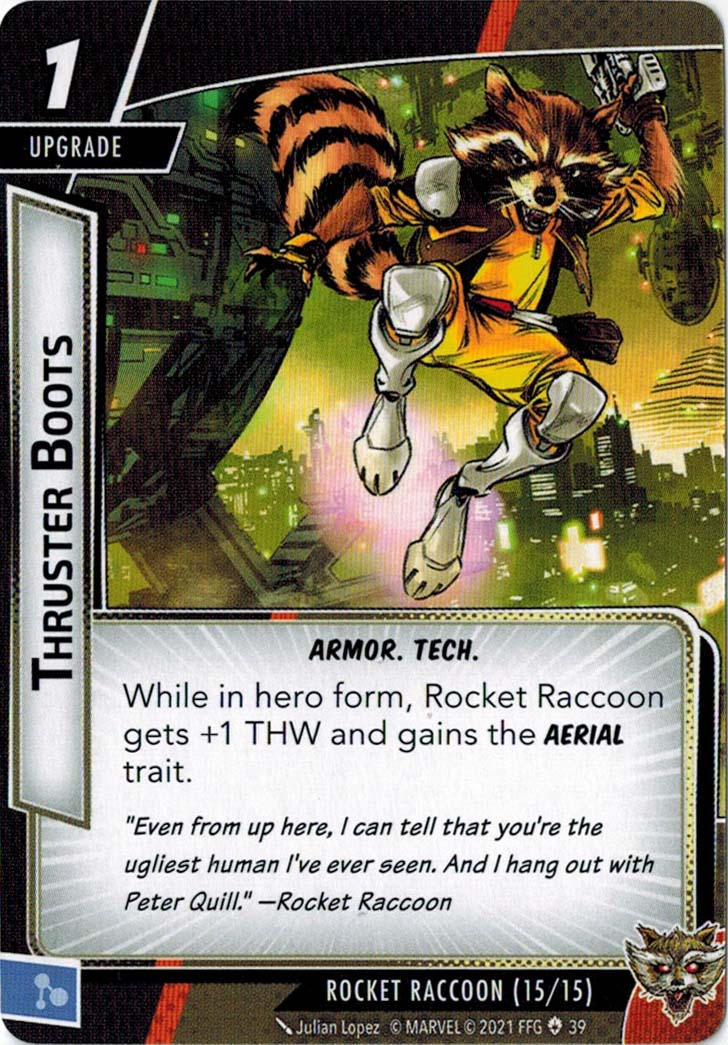 1
UPGRADE
THRUSTER BOOTS
ARMOR. TECH.
While in hero form, Rocket Raccoon
gets +1 THW and gains the AERIAL
trait.
"Even from up here, I can tell that you're the
ugliest human I've ever seen. And I hang out with
Peter Quill." —Rocket Raccoon
ROCKET RACCOON (15/15)
Julian Lopez © MARVEL © 2021 FFG 39